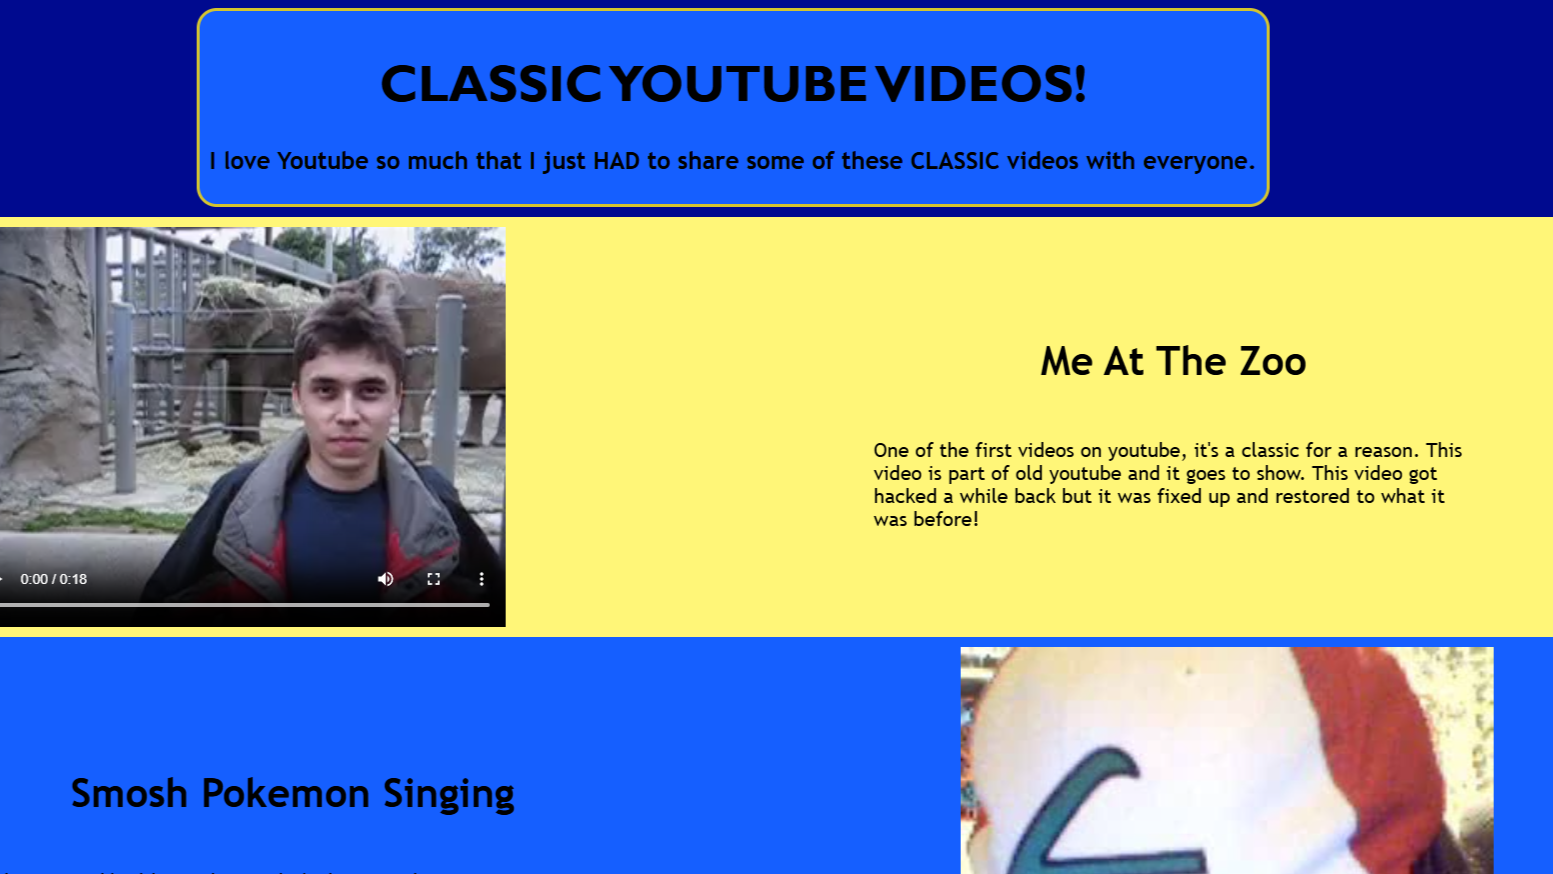 CLASSIC YOUTUBE VIDEOS!
I love Youtube so much that I just HAD to share some of these CLASSIC videos with everyone.
Me At The Zoo
One of the first videos on youtube, it's a classic for a reason. This
video is part of old youtube and it goes to show. This video got
hacked a while back but it was fixed up and restored to what it
was before!
0:00 / 0:18
Smosh Pokemon Singing